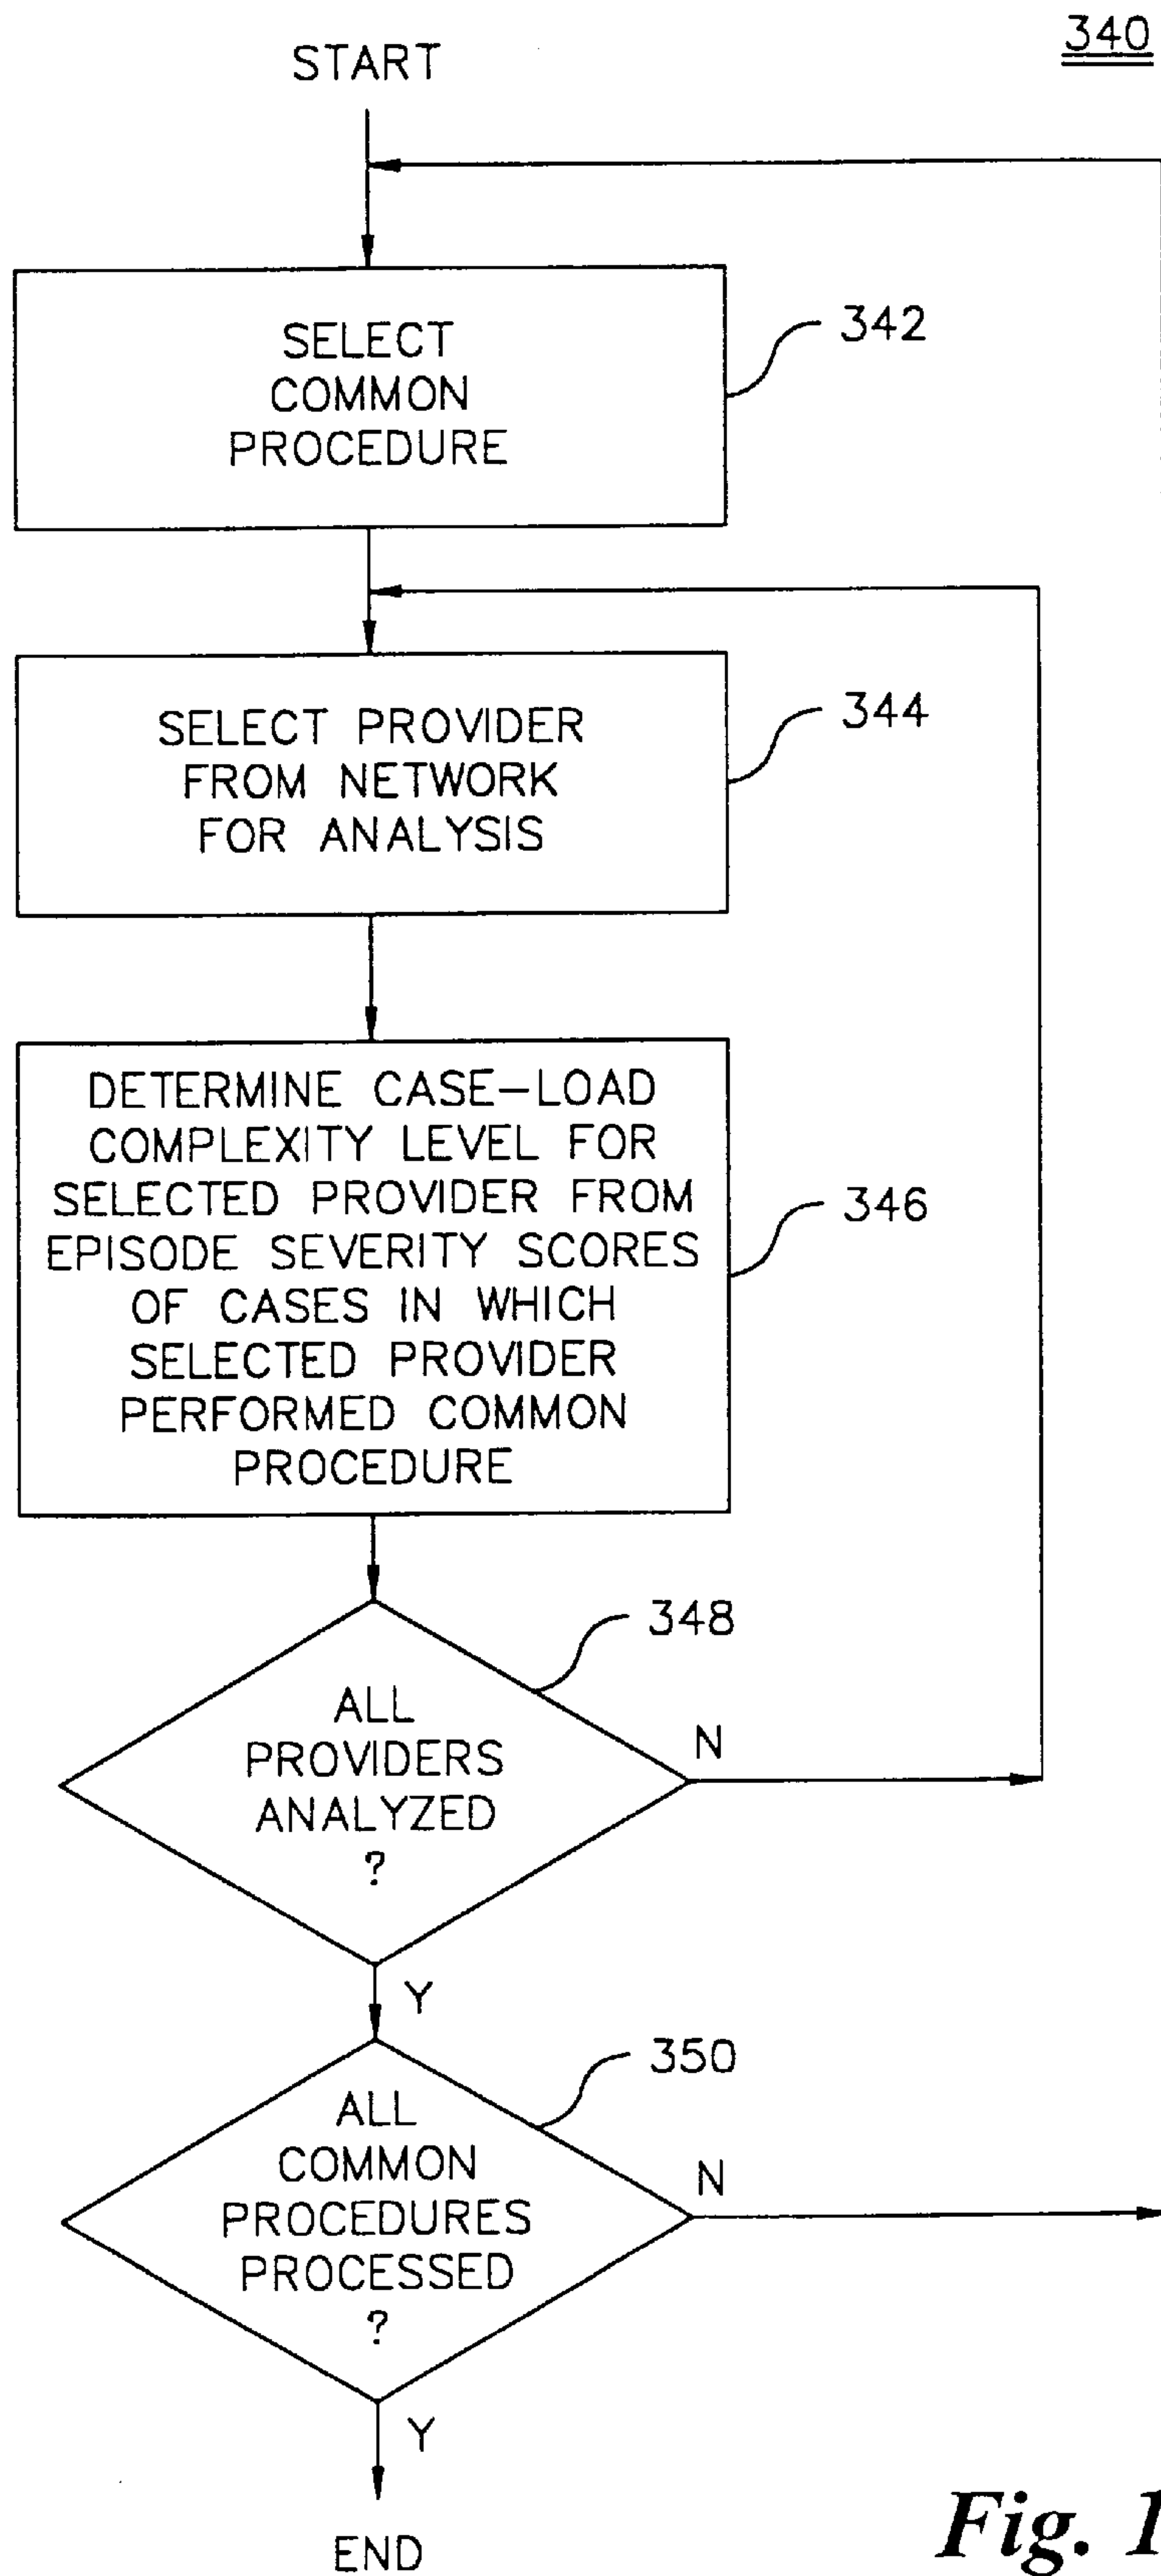 340
START
SELECT
COMMON
PROCEDURE
342
SELECT PROVIDER
FROM NETWORK
FOR ANALYSIS
344
DETERMINE CASE-LOAD
COMPLEXITY LEVEL FOR
SELECTED PROVIDER FROM
EPISODE SEVERITY SCORES
OF CASES IN WHICH
SELECTED PROVIDER
PERFORMED COMMON
PROCEDURE
346
348
ALL
PROVIDERS
ANALYZED
?
N
Y
350
ALL
COMMON
PROCEDURES
PROCESSED
?
N
Y
END
Fig. 1